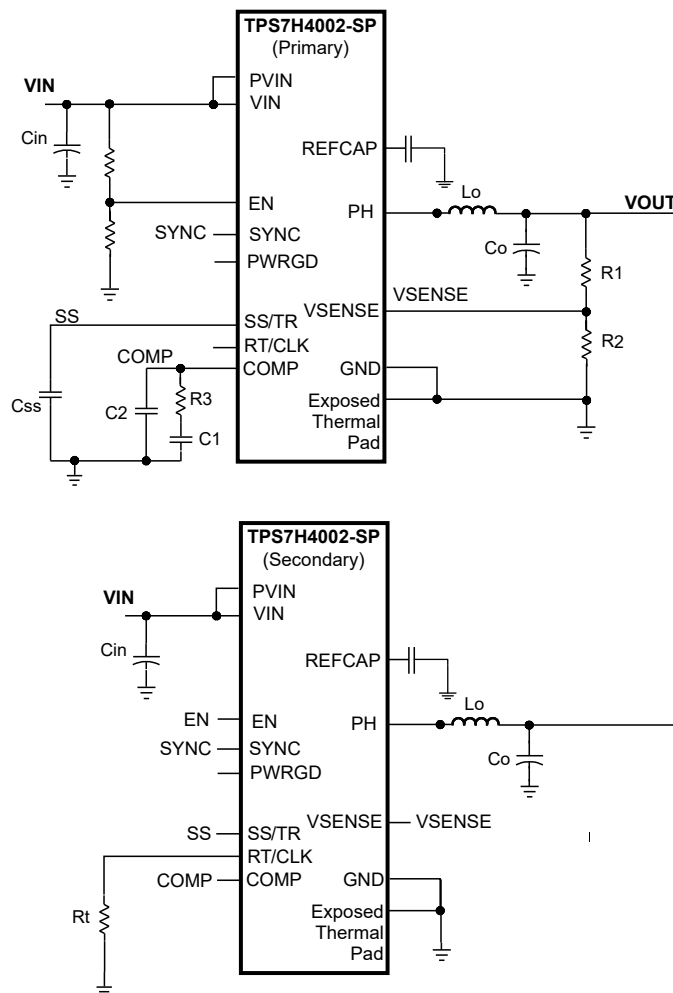 TPS7H4002-SP
(Primary)
PVIN
VIN
VIN
Cin
REFCAP
Lo
EN
PH
VOUT
SYNC
SYNC
Co
PWRGD
R1
VSENSE
VSENSE
SS
SS/TR
RT/CLK
R2
COMP
COMP
GND
Css
C2
R3
C1
Exposed
Thermal
Pad
TPS7H4002-SP
(Secondary)
PVIN
VIN
VIN
Cin
REFCAP
Lo
EN
EN
PH
SYNC
SYNC
Co
PWRGD
VSENSE
VSENSE
SS
SS/TR
RT/CLK
COMP
COMP
GND
Rt
Exposed
Thermal
Pad